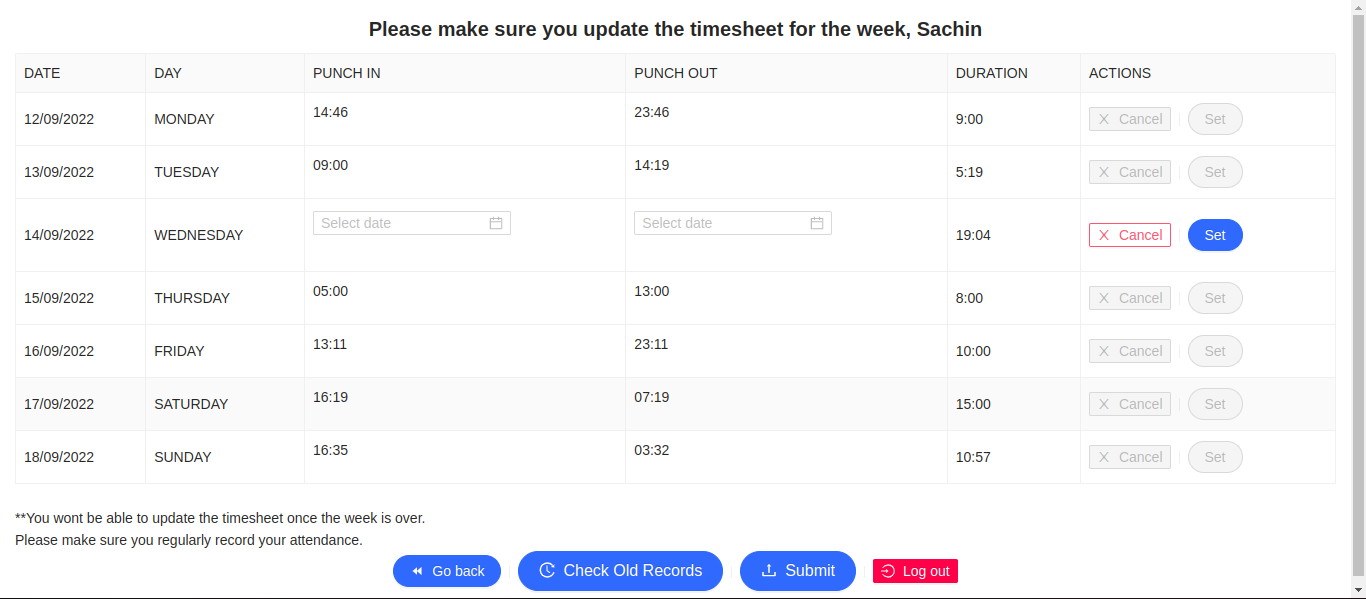 Please make sure you update the timesheet for the week, Sachin
DATE DAY PUNCH IN PUNCH OUT DURATION ACTIONS
12/09/2022 MONDAY 14:46 23:46 9:00 Cancel Set
13/09/2022 TUESDAY 09:00 14:19 5:19 Cancel Set
14/09/2022 WEDNESDAY Select date Select date 19:04 Cancel Set
15/09/2022 THURSDAY 05:00 13:00 8:00 Cancel Set
16/09/2022 FRIDAY 13:11 23:11 10:00 Cancel Set
17/09/2022 SATURDAY 16:19 07:19 15:00 Cancel Set
18/09/2022 SUNDAY 16:35 03:32 10:57 Cancel Set
**You wont be able to update the timesheet once the week is over.
Please make sure you regularly record your attendance.
Go back Check Old Records Submit Log out